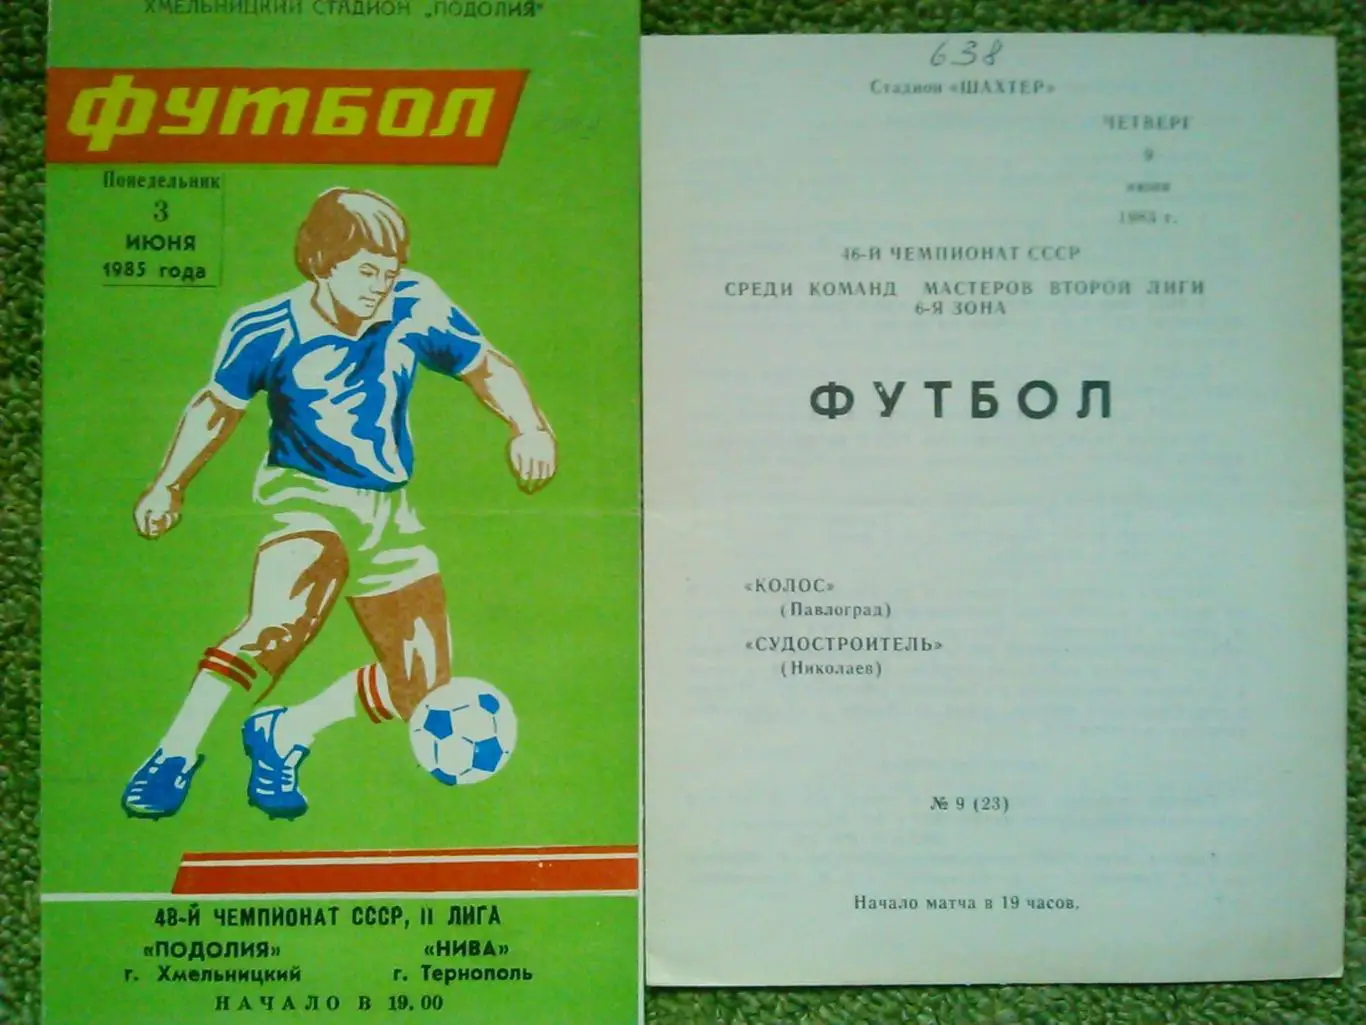 ХМЕЛЬНИЦКИЙ СТАДИОН „ПОДОЛИЯ"
ФУТБОЛ
Понедельник
3
ИЮНЯ
1985 года
48-Й ЧЕМПИОНАТ СССР, II ЛИГА
«ПОДОЛИЯ» «НИВА»
г. Хмельницкий г. Тернополь
НАЧАЛО В 19.00
638
Стадион «ШАХТЕР»
ЧЕТВЕРГ
9
июня
1983 г.
46-Й ЧЕМПИОНАТ СССР
СРЕДИ КОМАНД МАСТЕРОВ ВТОРОЙ ЛИГИ
6-Я ЗОНА
ФУТБОЛ
«КОЛОС»
(Павлоград)
«СУДОСТРОИТЕЛЬ»
(Николаев)
№ 9 (23)
Начало матча в 19 часов.